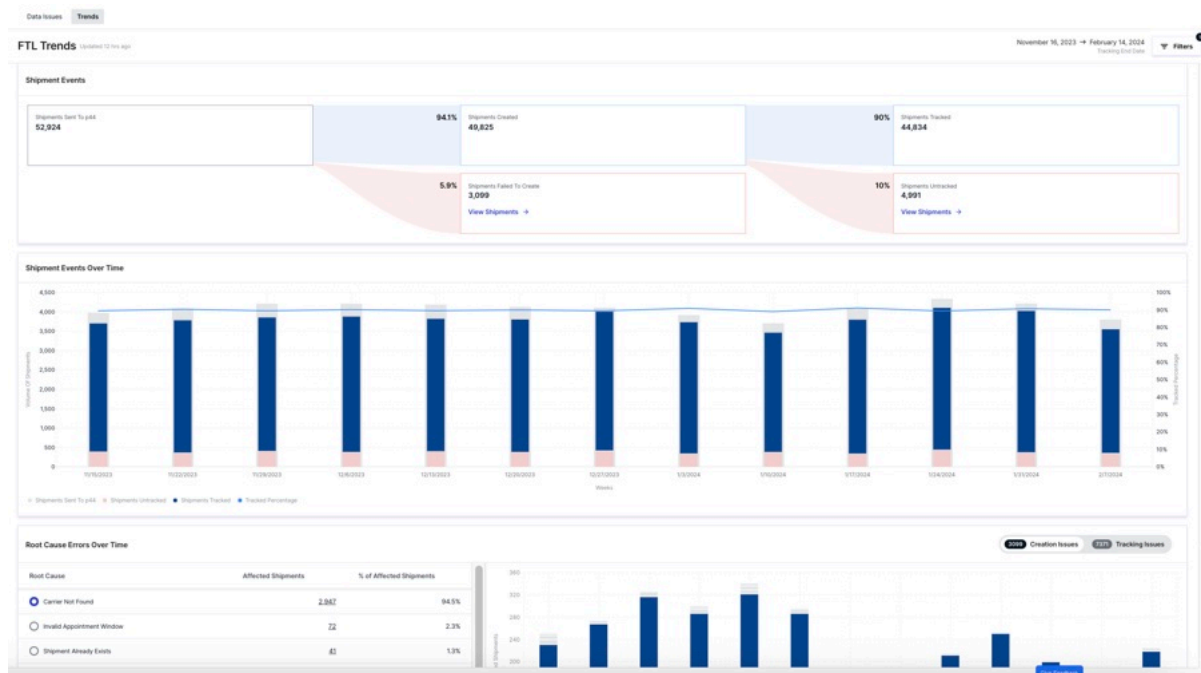 Data Issues Trends
FTL Trends Updated 12 hrs ago
November 16, 2023 → February 14, 2024
Tracking End Date
Filters
Shipment Events
Shipments Sent To p44
52,924
94.1%
Shipments Created
49,825
90%
Shipments Tracked
44,834
5.9%
Shipments Failed To Create
3,099
View Shipments →
10%
Shipments Untracked
4,991
View Shipments →
Shipment Events Over Time
4,500
4,000
3,500
3,000
2,500
2,000
1,500
1,000
500
0
Volume Of Shipments
100%
90%
80%
70%
60%
50%
40%
30%
20%
10%
0%
Tracked Percentage
11/15/2023 11/22/2023 11/29/2023 12/6/2023 12/13/2023 12/20/2023 12/27/2023 1/3/2024 1/10/2024 1/17/2024 1/24/2024 1/31/2024 2/7/2024
Weeks
Shipments Sent To p44 Shipments Untracked Shipments Tracked Tracked Percentage
Root Cause Errors Over Time
3099 Creation Issues 7371 Tracking Issues
Root Cause Affected Shipments % of Affected Shipments
Carrier Not Found 2,947 94.5%
Invalid Appointment Window 72 2.3%
Shipment Already Exists 41 1.3%
360
320
280
240
200
Shipments